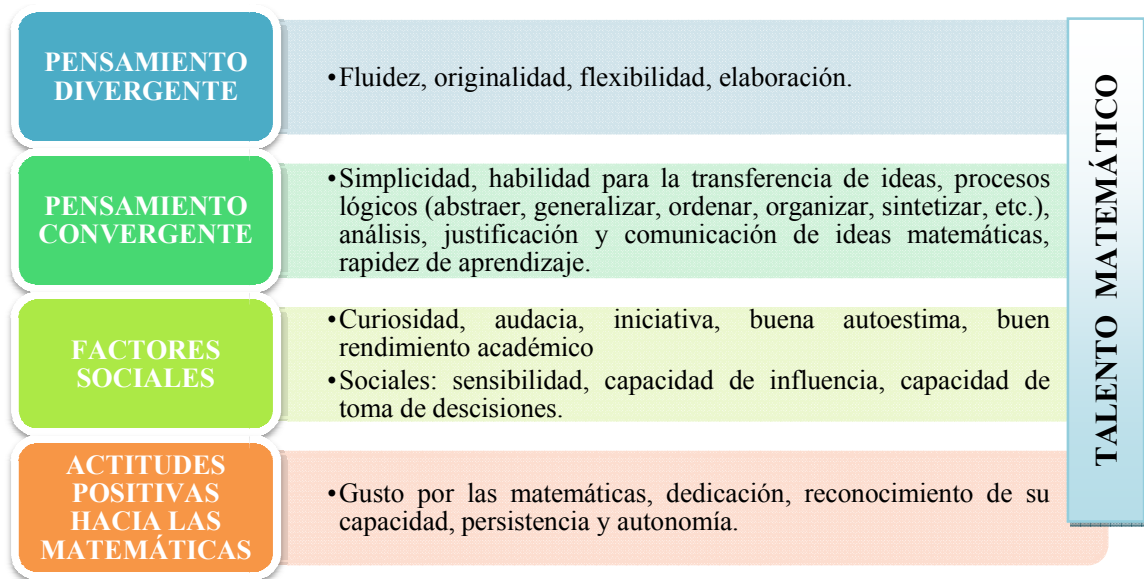 PENSAMIENTO
DIVERGENTE
•Fluidez, originalidad, flexibilidad, elaboración.
PENSAMIENTO
CONVERGENTE
•Simplicidad, habilidad para la transferencia de ideas, procesos
lógicos (abstraer, generalizar, ordenar, organizar, sintetizar, etc.),
análisis, justificación y comunicación de ideas matemáticas,
rapidez de aprendizaje.
FACTORES
SOCIALES
•Curiosidad, audacia, iniciativa, buena autoestima, buen
rendimiento académico
•Sociales: sensibilidad, capacidad de influencia, capacidad de
toma de descisiones.
ACTITUDES
POSITIVAS
HACIA LAS
MATEMÁTICAS
•Gusto por las matemáticas, dedicación, reconocimiento de su
capacidad, persistencia y autonomía.
TALENTO MATEMÁTICO